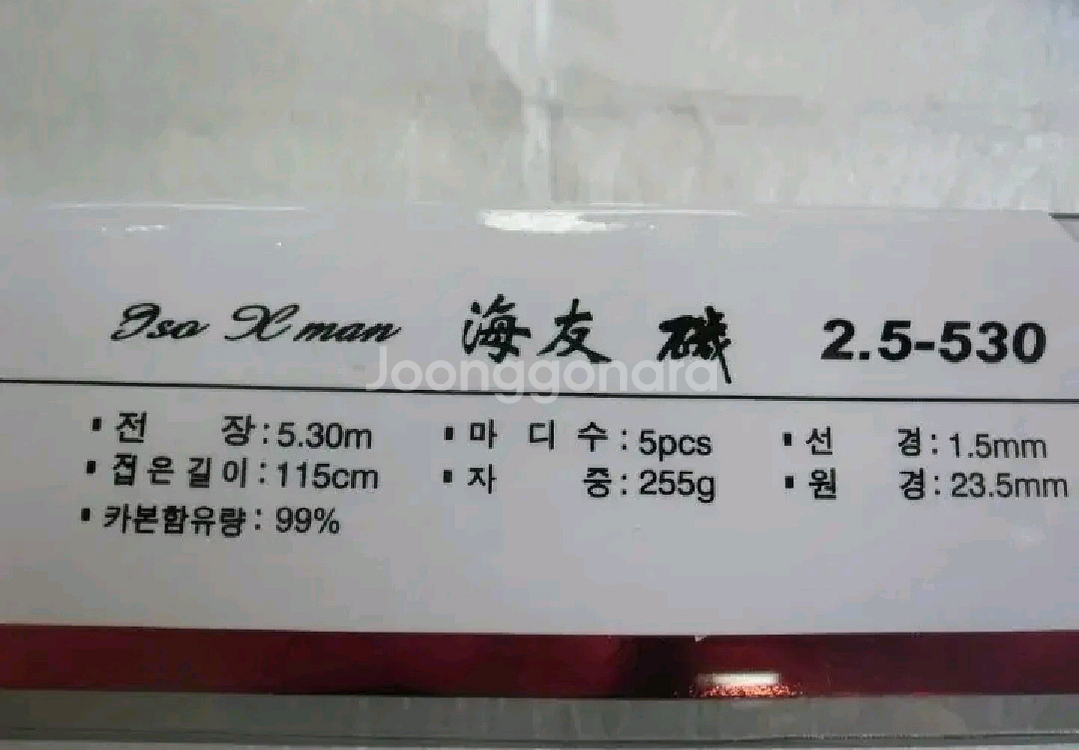 Iso X man 海友 磯 2.5-530
Joonggonara
▪ 전 장 : 5.30m ▪ 마 디 수 : 5pcs ▪ 선 경 : 1.5mm
▪ 접은길이 : 115cm ▪ 자 중 : 255g ▪ 원 경 : 23.5mm
▪ 카본함유량 : 99%